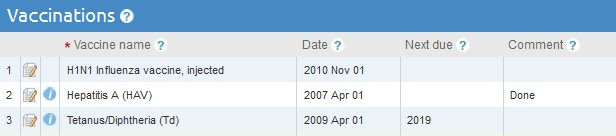 Vaccinations ?
* Vaccine name ? Date ? Next due ? Comment ?
1 H1N1 Influenza vaccine, injected 2010 Nov 01
2 i Hepatitis A (HAV) 2007 Apr 01 Done
3 i Tetanus/Diphtheria (Td) 2009 Apr 01 2019